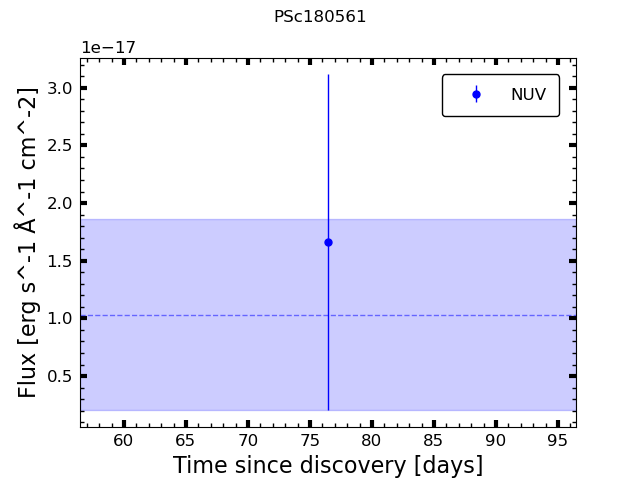 PSc180561
1e−17
NUV
3.0
2.5
2.0
1.5
1.0
0.5
Flux [erg s^-1 Å^-1 cm^-2]
60 65 70 75 80 85 90 95
Time since discovery [days]